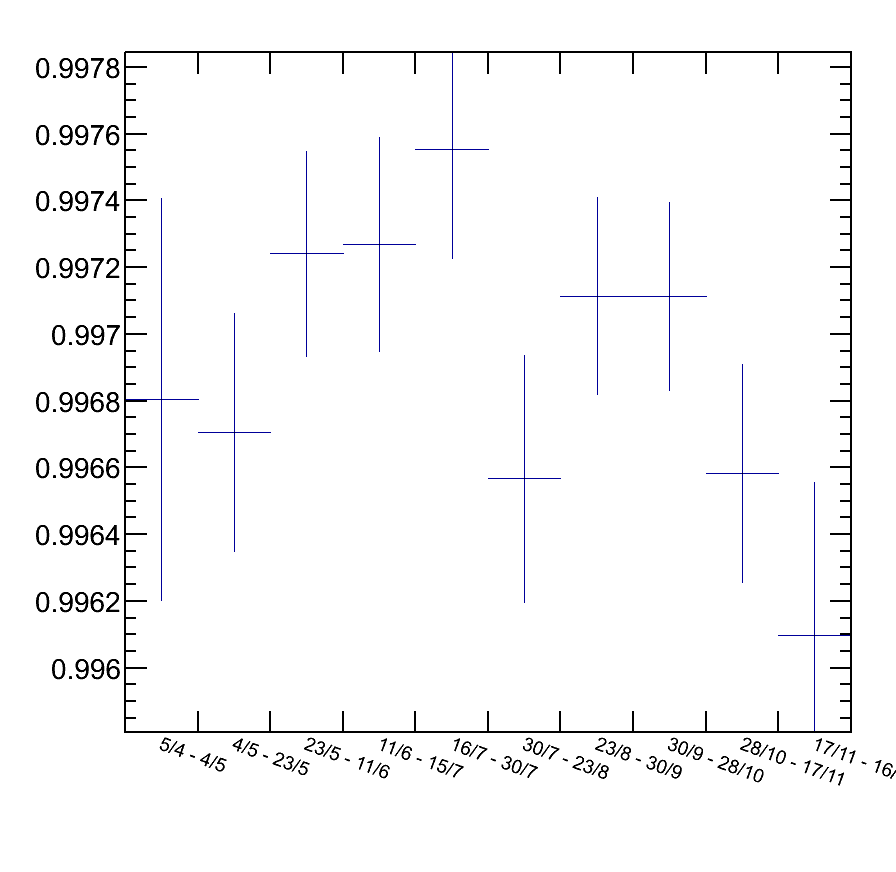 0.9978
0.9976
0.9974
0.9972
0.997
0.9968
0.9966
0.9964
0.9962
0.996
5/4 - 4/5
4/5 - 23/5
23/5 - 11/6
11/6 - 15/7
16/7 - 30/7
30/7 - 23/8
23/8 - 30/9
30/9 - 28/10
28/10 - 17/11
17/11 - 16/